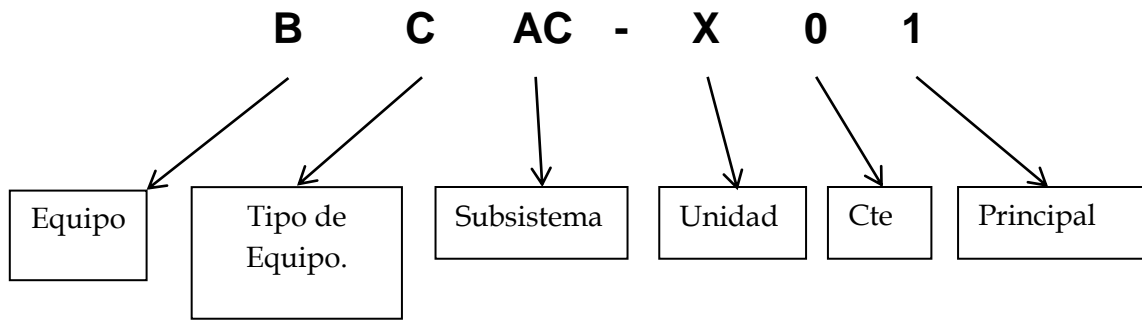 B C AC - X 0 1
Equipo
Tipo de
Equipo.
Subsistema
Unidad
Cte
Principal